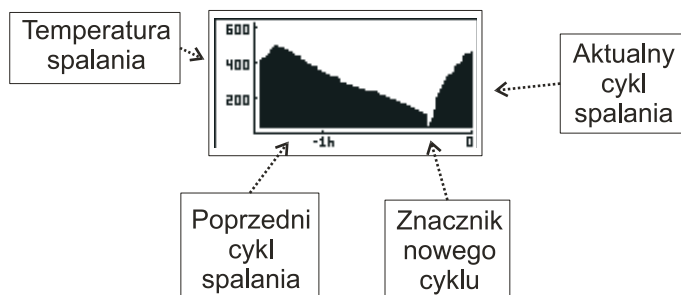 Temperatura
spalania
600
400
200
-1h
0
Aktualny
cykl
spalania
Poprzedni
cykl
spalania
Znacznik
nowego
cyklu